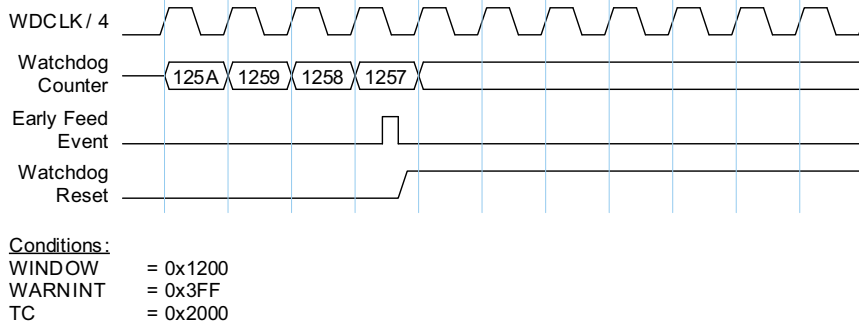 WDCLK / 4
Watchdog
Counter
125A 1259 1258 1257
Early Feed
Event
Watchdog
Reset
Conditions:
WINDOW = 0x1200
WARNINT = 0x3FF
TC = 0x2000